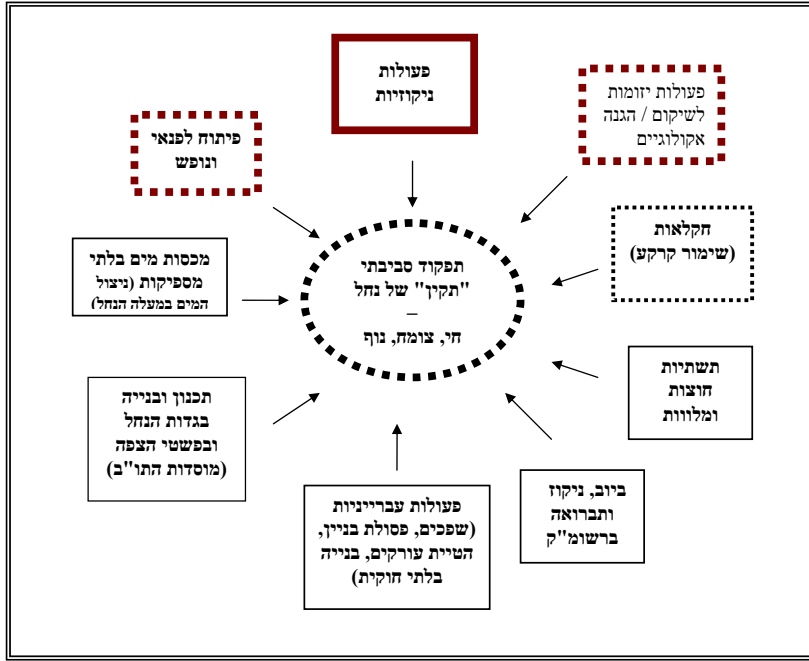 פעולות
ניקוזיות
פעולות יזומות
לשיקום / הגנה
אקולוגיים
פיתוח לפנאי
ונופש
חקלאות
(שימור קרקע)
תפקוד סביבתי
"תקין" של נחל
–
חי, צומח, נוף
מכסות מים בלתי
מספיקות (ניצול
המים במעלה הנחל)
תשתיות
חוצות
ומלוות
תכנון ובנייה
בגדות הנחל
ובפשטי הצפה
(מוסדות התו"ב)
ביוב, ניקוז
ותברואה
ברשומ"ק
פעולות עברייניות
(שפכים, פסולת בניין,
הטיית עורקים, בנייה
בלתי חוקית)